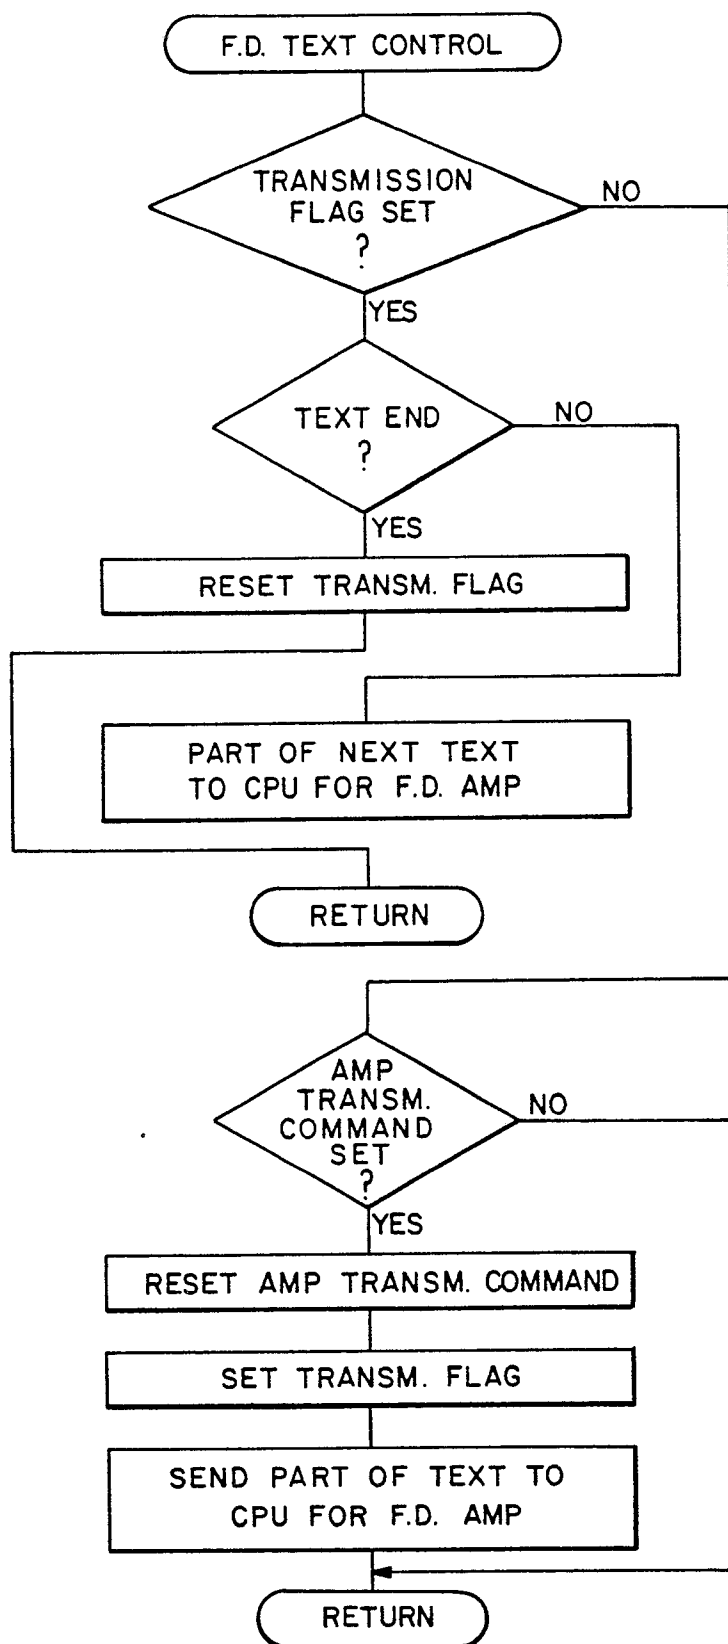 F.D. TEXT CONTROL
TRANSMISSION
FLAG SET
?
NO
YES
TEXT END
?
NO
YES
RESET TRANSM. FLAG
PART OF NEXT TEXT
TO CPU FOR F.D. AMP
RETURN
AMP
TRANSM.
COMMAND
SET
?
NO
YES
RESET AMP TRANSM. COMMAND
SET TRANSM. FLAG
SEND PART OF TEXT TO
CPU FOR F.D. AMP
RETURN